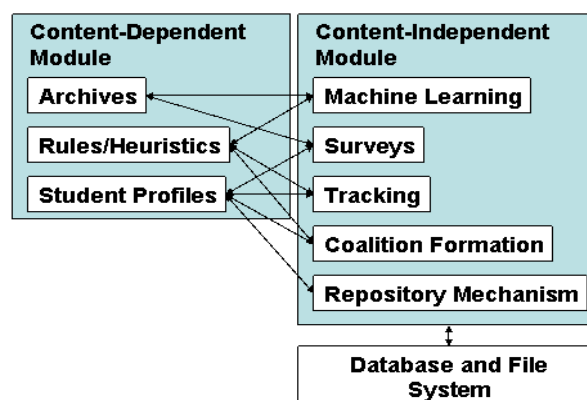 Content-Dependent
Module
Archives
Rules/Heuristics
Student Profiles
Content-Independent
Module
Machine Learning
Surveys
Tracking
Coalition Formation
Repository Mechanism
Database and File
System